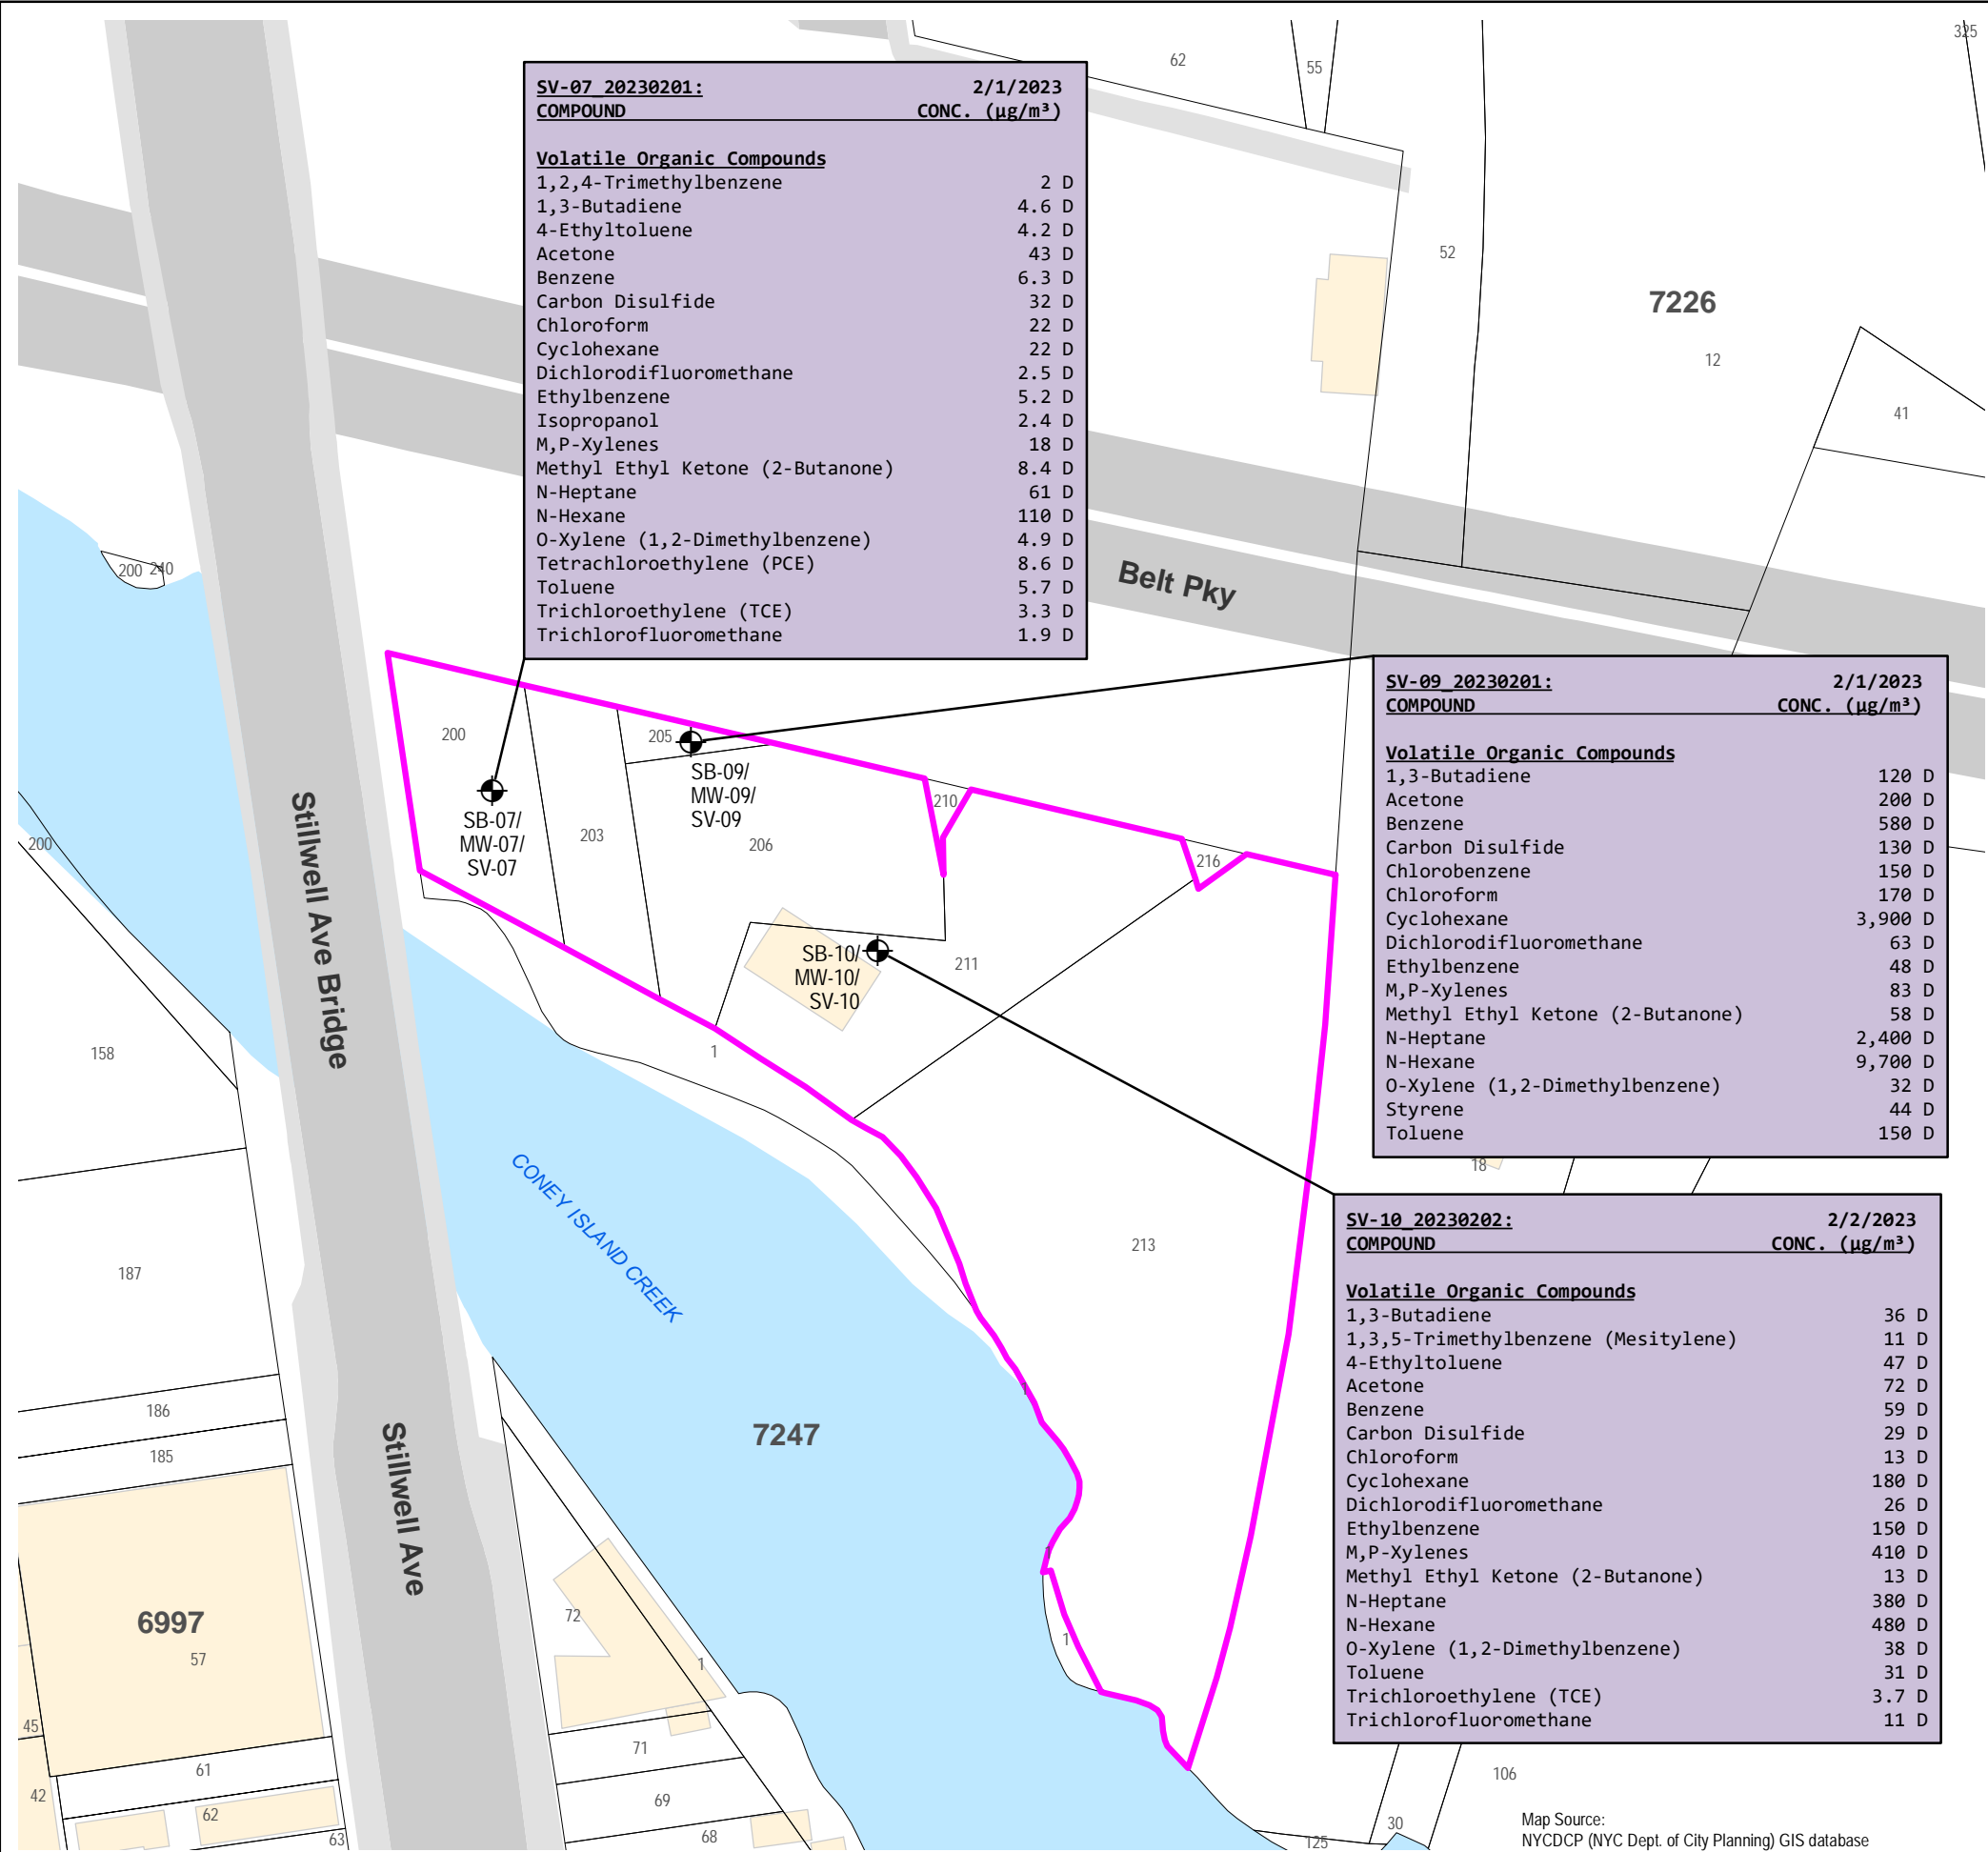 SV-07_20230201: 2/1/2023
COMPOUND CONC. (µg/m³)
Volatile Organic Compounds
1,2,4-Trimethylbenzene 2 D
1,3-Butadiene 4.6 D
4-Ethyltoluene 4.2 D
Acetone 43 D
Benzene 6.3 D
Carbon Disulfide 32 D
Chloroform 22 D
Cyclohexane 22 D
Dichlorodifluoromethane 2.5 D
Ethylbenzene 5.2 D
Isopropanol 2.4 D
M,P-Xylenes 18 D
Methyl Ethyl Ketone (2-Butanone) 8.4 D
N-Heptane 61 D
N-Hexane 110 D
O-Xylene (1,2-Dimethylbenzene) 4.9 D
Tetrachloroethylene (PCE) 8.6 D
Toluene 5.7 D
Trichloroethylene (TCE) 3.3 D
Trichlorofluoromethane 1.9 D
62
55
325
52
7226
12
41
Belt Pky
200 240
200
205
203
206
210
216
211
213
SB-07/
MW-07/
SV-07
SB-09/
MW-09/
SV-09
SB-10/
MW-10/
SV-10
SV-09_20230201: 2/1/2023
COMPOUND CONC. (µg/m³)
Volatile Organic Compounds
1,3-Butadiene 120 D
Acetone 200 D
Benzene 580 D
Carbon Disulfide 130 D
Chlorobenzene 150 D
Chloroform 170 D
Cyclohexane 3,900 D
Dichlorodifluoromethane 63 D
Ethylbenzene 48 D
M,P-Xylenes 83 D
Methyl Ethyl Ketone (2-Butanone) 58 D
N-Heptane 2,400 D
N-Hexane 9,700 D
O-Xylene (1,2-Dimethylbenzene) 32 D
Styrene 44 D
Toluene 150 D
18
SV-10_20230202: 2/2/2023
COMPOUND CONC. (µg/m³)
Volatile Organic Compounds
1,3-Butadiene 36 D
1,3,5-Trimethylbenzene (Mesitylene) 11 D
4-Ethyltoluene 47 D
Acetone 72 D
Benzene 59 D
Carbon Disulfide 29 D
Chloroform 13 D
Cyclohexane 180 D
Dichlorodifluoromethane 26 D
Ethylbenzene 150 D
M,P-Xylenes 410 D
Methyl Ethyl Ketone (2-Butanone) 13 D
N-Heptane 380 D
N-Hexane 480 D
O-Xylene (1,2-Dimethylbenzene) 38 D
Toluene 31 D
Trichloroethylene (TCE) 3.7 D
Trichlorofluoromethane 11 D
200
Stillwell Ave Bridge
1
158
CONEY ISLAND CREEK
187
186
185
7247
Stillwell Ave
6997
57
72
1
1
45
42
61
62
63
71
69
68
106
30
125
Map Source:
NYCDCP (NYC Dept. of City Planning) GIS database